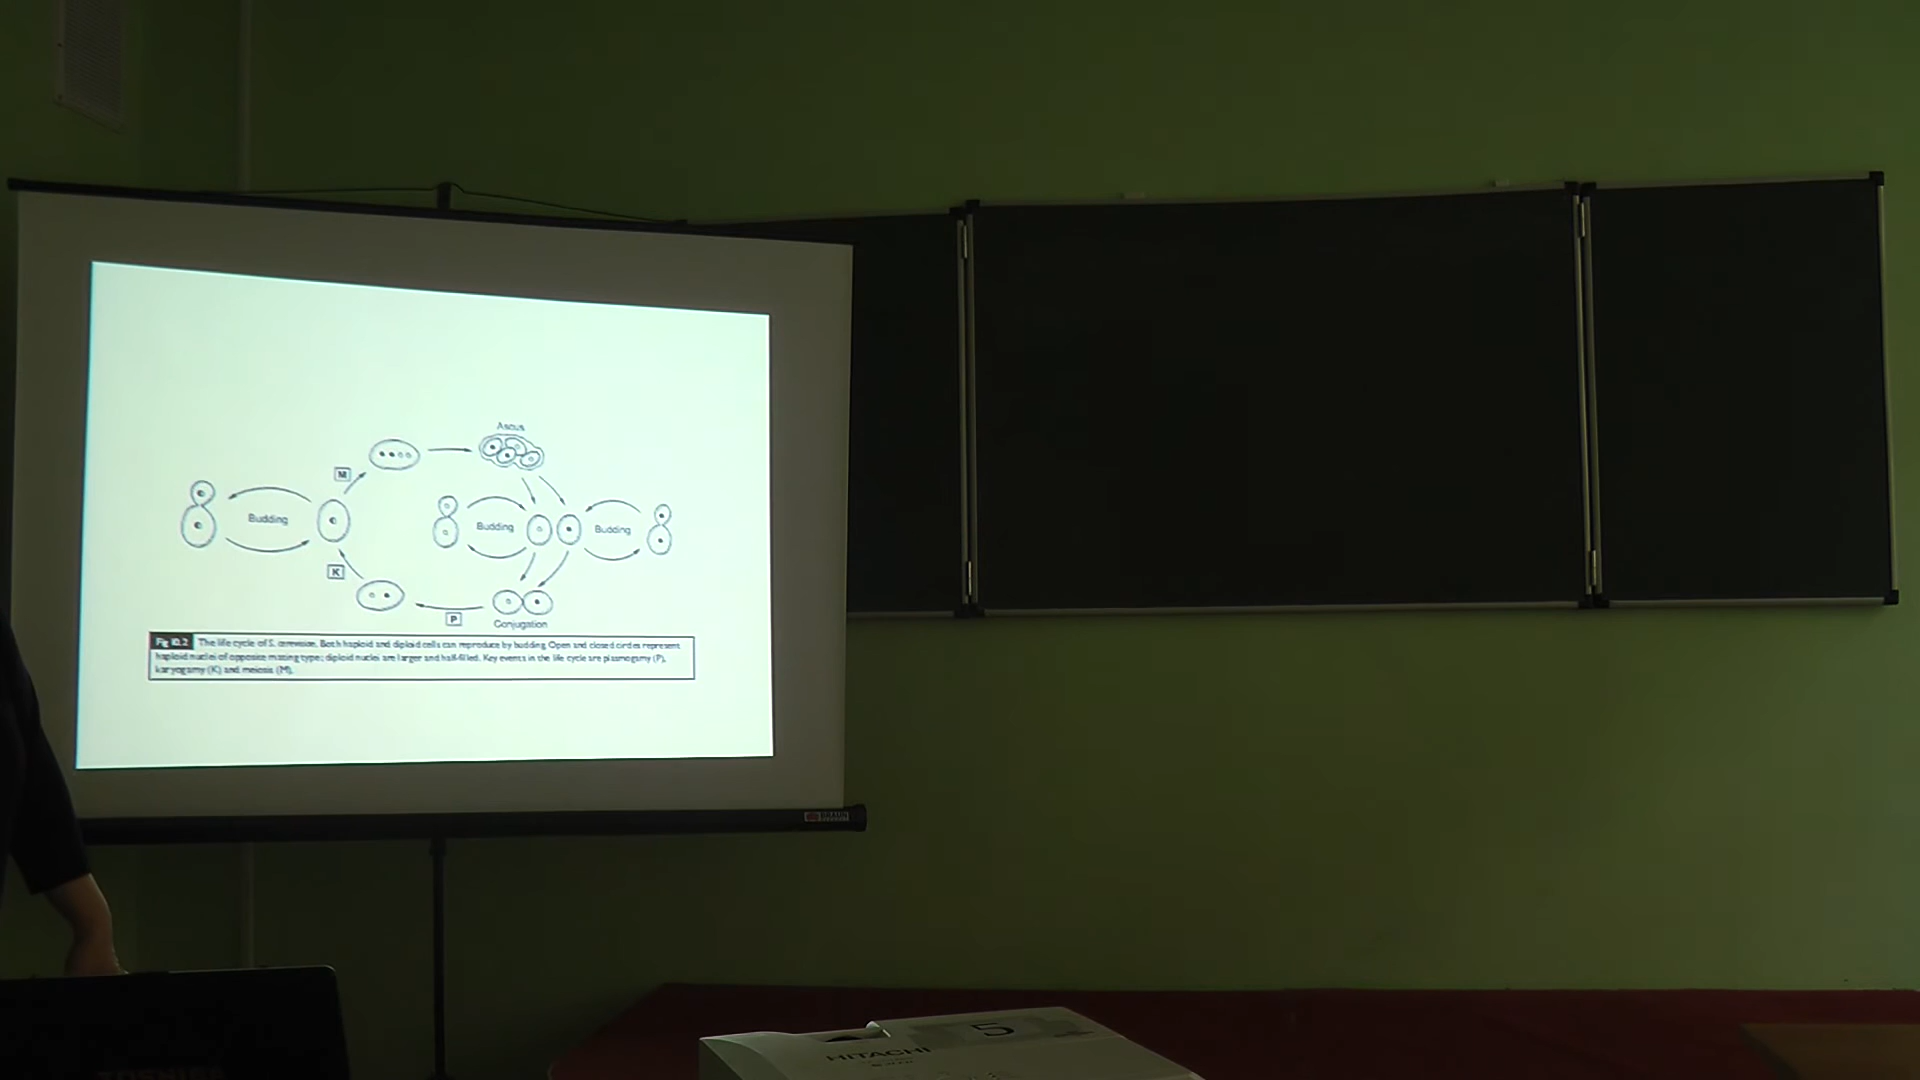 Ascus
M
Budding
Budding
Budding
K
P
Conjugation
Fig 10.2 The life cycle of S. cerevisiae. Both haploid and diploid cells can reproduce by budding. Open and closed circles represent
haploid nuclei of opposite mating type; diploid nuclei are larger and half-filled. Key events in the life cycle are plasmogamy (P),
karyogamy (K) and meiosis (M).
BRAUN
5
HITACHI
TOSHIBA